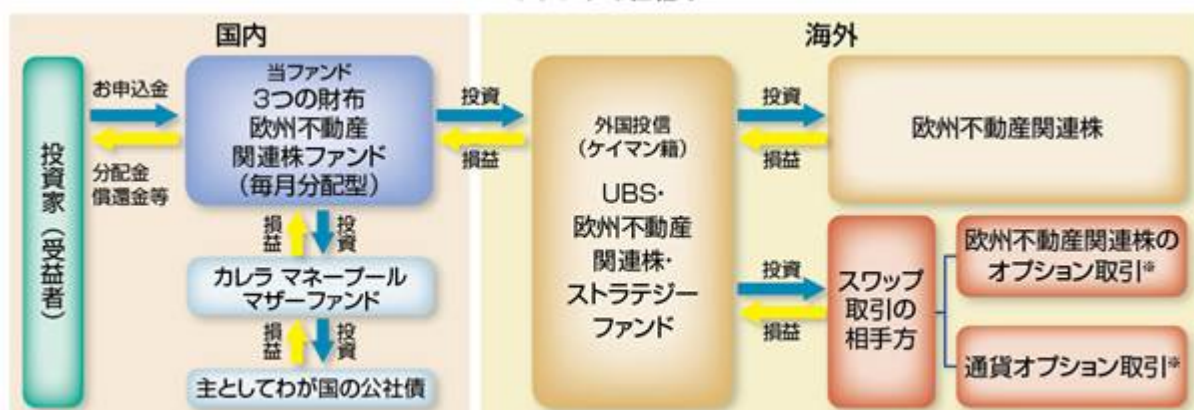 国内
海外
投資家（受益者）
お申込金
分配金
償還金等
当ファンド
3つの財布
欧州不動産
関連株ファンド
（毎月分配型）
損益
投資
カレラ マネープール
マザーファンド
損益
投資
主としてわが国の公社債
投資
損益
外国投信
（ケイマン籍）
UBS・
欧州不動産
関連株・
ストラテジー
ファンド
投資
損益
欧州不動産関連株
投資
損益
スワップ
取引の
相手方
欧州不動産関連株の
オプション取引※
通貨オプション取引※